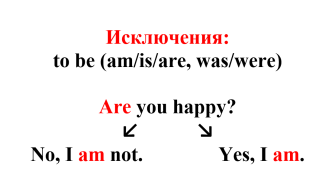 Исключения:
to be (am/is/are, was/were)
Are you happy?
No, I am not. Yes, I am.